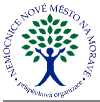 NEMOCNICE NOVÉ MĚSTO NA MORAVĚ
příspěvková organizace